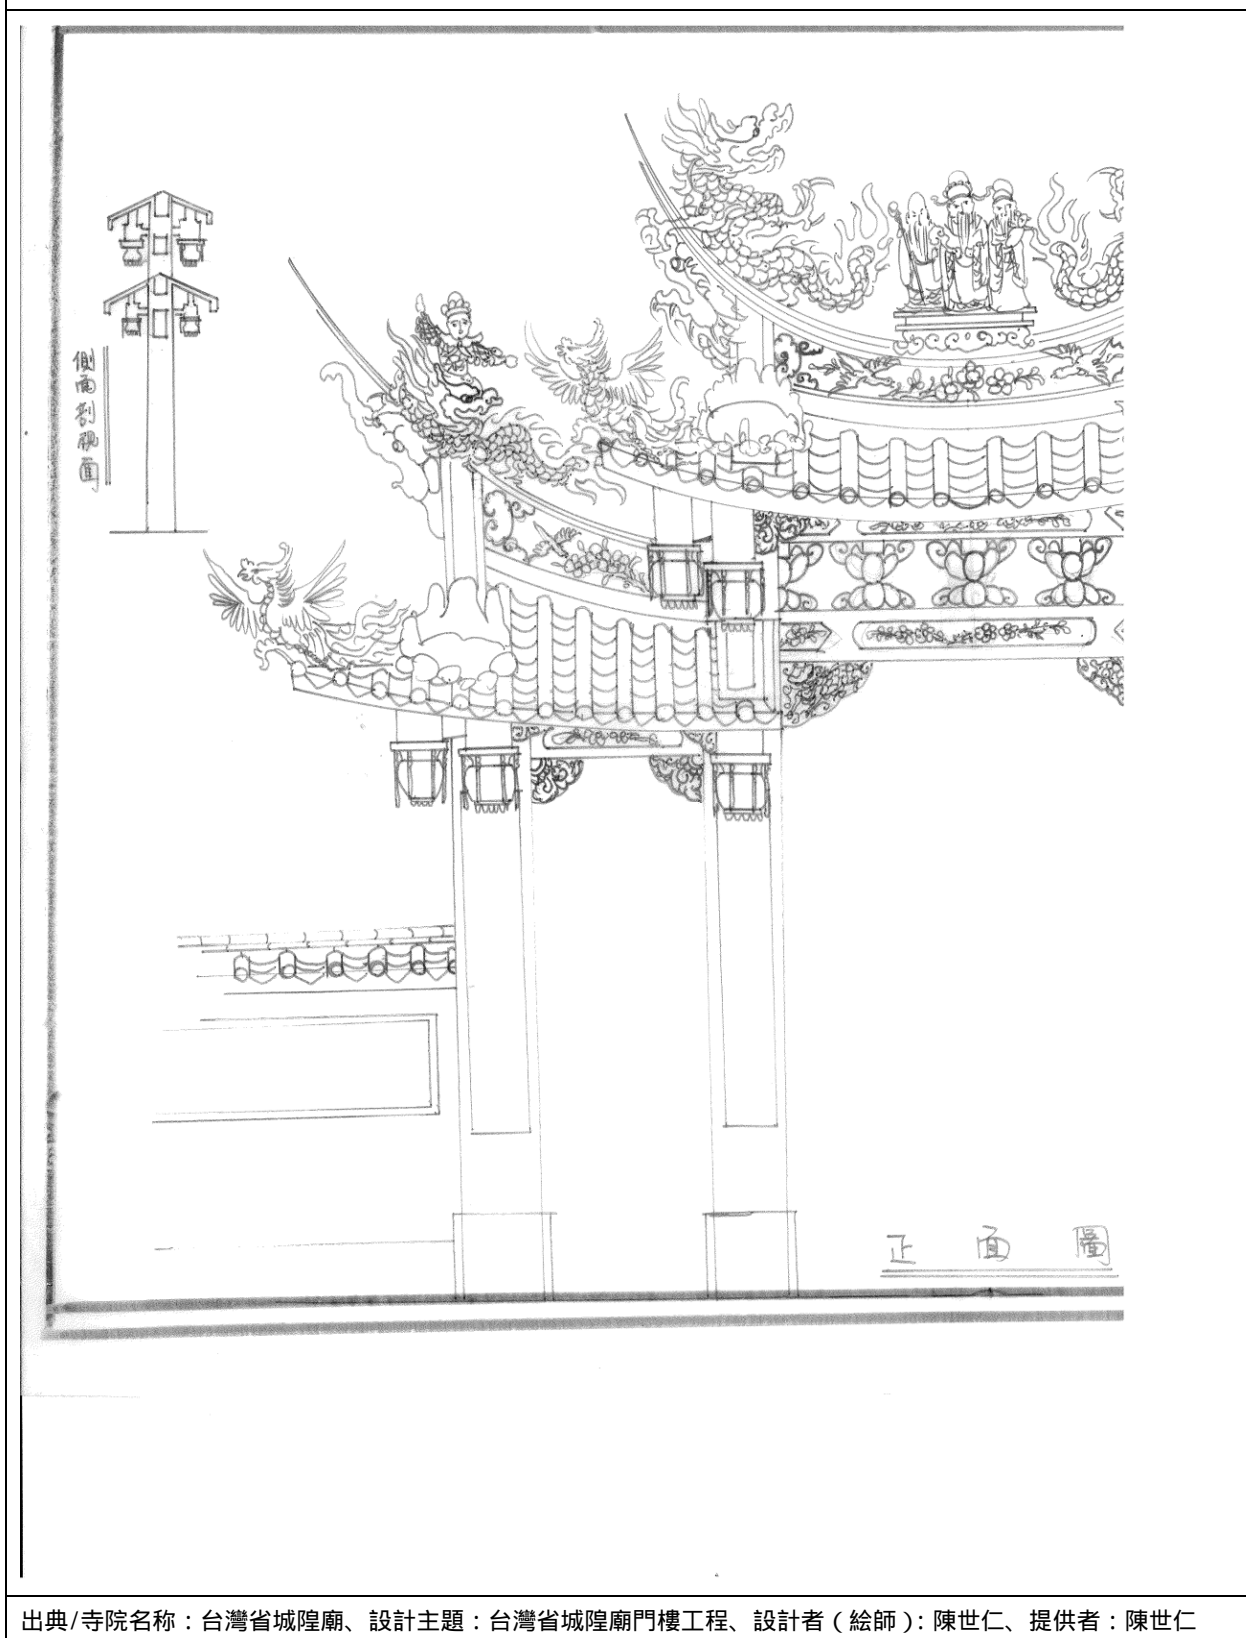 側面剖視面
正面圖
出典/寺院名称：台灣省城隍廟、設計主題：台灣省城隍廟門樓工程、設計者（絵師）：陳世仁、提供者：陳世仁